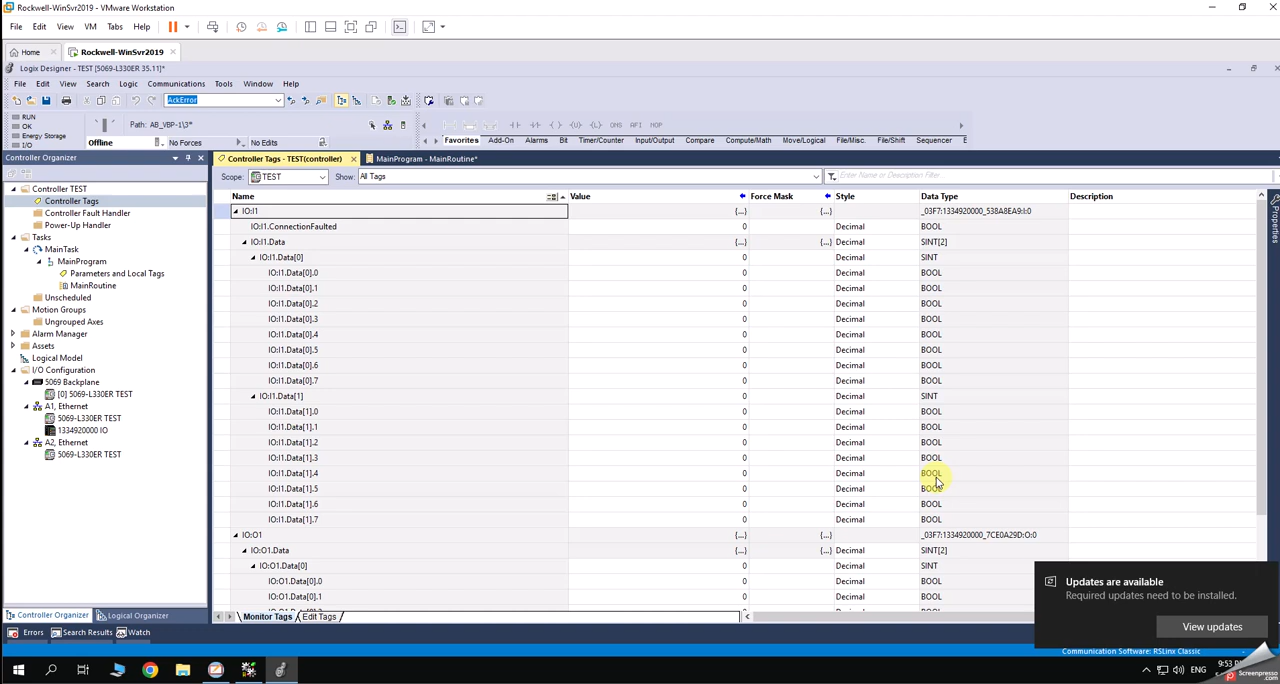 Rockwell-WinSvr2019 - VMware Workstation
File Edit View VM Tabs Help
Home Rockwell-WinSvr2019
Logix Designer - TEST [5069-L330ER 35.11]*
File Edit View Search Logic Communications Tools Window Help
AckError
RUN
OK
Energy Storage
I/O
Path: AB_VBP-1\3*
Offline No Forces No Edits
Favorites Add-On Alarms Bit Timer/Counter Input/Output Compare Compute/Math Move/Logical File/Misc. File/Shift Sequencer E
Controller Organizer
Controller Tags - TEST(controller) MainProgram - MainRoutine*
Scope: TEST Show: All Tags Enter Name or Description Filter
Controller TEST
Controller Tags
Controller Fault Handler
Power-Up Handler
Tasks
MainTask
MainProgram
Parameters and Local Tags
MainRoutine
Unscheduled
Motion Groups
Ungrouped Axes
Alarm Manager
Assets
Logical Model
I/O Configuration
5069 Backplane
[0] 5069-L330ER TEST
A1, Ethernet
5069-L330ER TEST
1334920000 IO
A2, Ethernet
5069-L330ER TEST
Name Value Force Mask Style Data Type Description
IO:I1 {...} {...} _03F7:1334920000_538A8EA9:I:0
IO:I1.ConnectionFaulted 0 Decimal BOOL
IO:I1.Data {...} {...} Decimal SINT[2]
IO:I1.Data[0] 0 Decimal SINT
IO:I1.Data[0].0 0 Decimal BOOL
IO:I1.Data[0].1 0 Decimal BOOL
IO:I1.Data[0].2 0 Decimal BOOL
IO:I1.Data[0].3 0 Decimal BOOL
IO:I1.Data[0].4 0 Decimal BOOL
IO:I1.Data[0].5 0 Decimal BOOL
IO:I1.Data[0].6 0 Decimal BOOL
IO:I1.Data[0].7 0 Decimal BOOL
IO:I1.Data[1] 0 Decimal SINT
IO:I1.Data[1].0 0 Decimal BOOL
IO:I1.Data[1].1 0 Decimal BOOL
IO:I1.Data[1].2 0 Decimal BOOL
IO:I1.Data[1].3 0 Decimal BOOL
IO:I1.Data[1].4 0 Decimal BOOL
IO:I1.Data[1].5 0 Decimal BOOL
IO:I1.Data[1].6 0 Decimal BOOL
IO:I1.Data[1].7 0 Decimal BOOL
IO:O1 {...} {...} _03F7:1334920000_7CE0A29D:O:0
IO:O1.Data {...} {...} Decimal SINT[2]
IO:O1.Data[0] 0 Decimal SINT
IO:O1.Data[0].0 0 Decimal BOOL
IO:O1.Data[0].1 0 Decimal BOOL
Properties
Updates are available
Required updates need to be installed.
View updates
Controller Organizer Logical Organizer
Monitor Tags Edit Tags
Errors Search Results Watch
Communication Software: RSLinx Classic
ENG 9:53
Screenpresso
.com